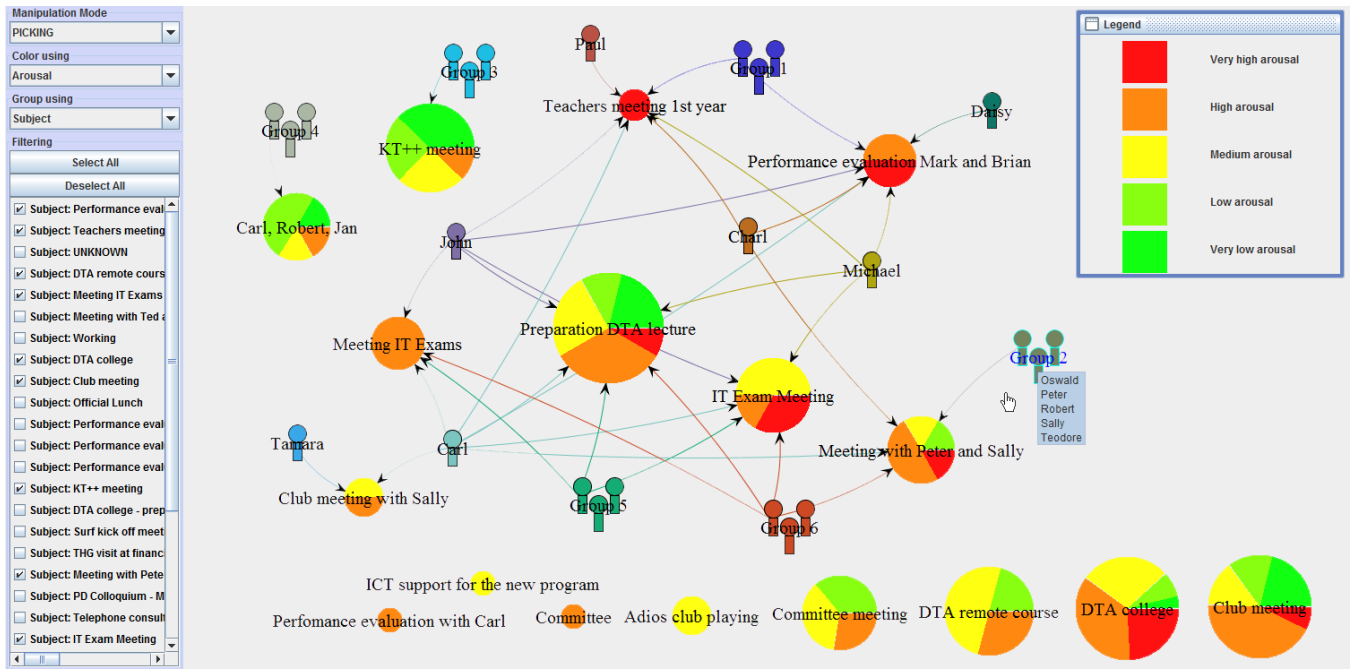 Manipulation Mode
PICKING
Color using
Arousal
Group using
Subject
Filtering
Select All
Deselect All
Subject: Performance eval
Subject: Teachers meeting
Subject: UNKNOWN
Subject: DTA remote cours
Subject: Meeting IT Exams
Subject: Meeting with Ted a
Subject: Working
Subject: DTA college
Subject: Club meeting
Subject: Official Lunch
Subject: Performance eval
Subject: Performance eval
Subject: Performance eval
Subject: KT++ meeting
Subject: DTA college - prep
Subject: Surf kick off meet
Subject: THG visit at financ
Subject: Meeting with Pete
Subject: PD Colloquium - M
Subject: Telephone consult
Subject: IT Exam Meeting
Paul
Group 3
Group 1
Teachers meeting 1st year
Daisy
Group 4
KT++ meeting
Performance evaluation Mark and Brian
Carl, Robert, Jan
John
Charl
Michael
Preparation DTA lecture
Meeting IT Exams
Group 2
Oswald
Peter
Robert
Sally
Teodore
IT Exam Meeting
Tamara
Carl
Meeting with Peter and Sally
Club meeting with Sally
Group 5
Group 6
ICT support for the new program
Perfomance evaluation with Carl
Committee
Adios club playing
Committee meeting
DTA remote course
DTA college
Club meeting
Legend
Very high arousal
High arousal
Medium arousal
Low arousal
Very low arousal